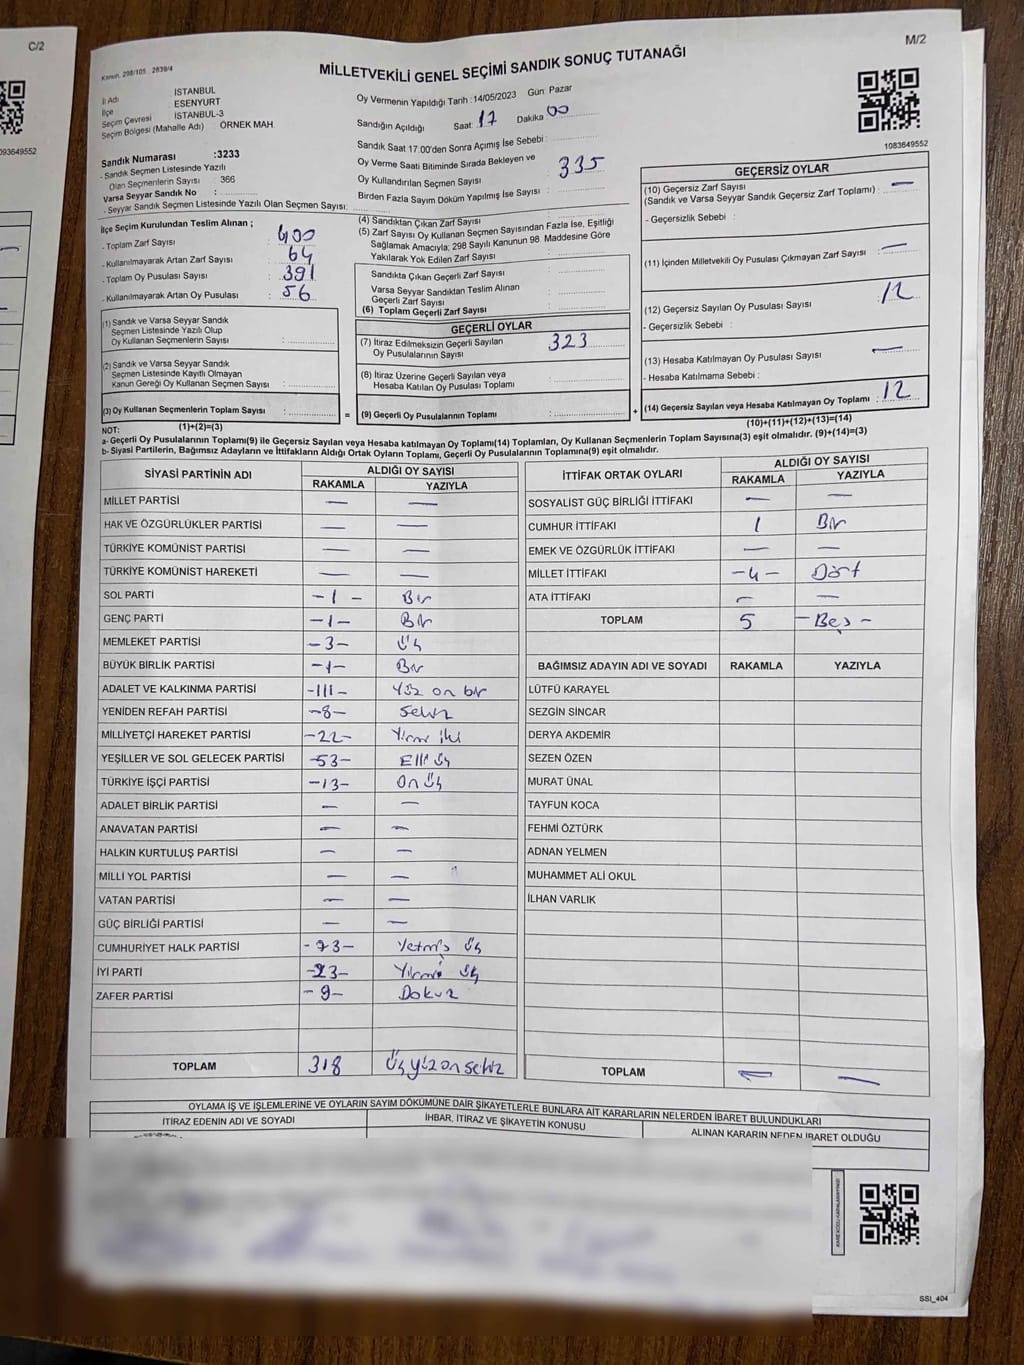 C/2
093649552
M/2
Kanun, 298/105 2839/4
MİLLETVEKİLİ GENEL SEÇİMİ SANDIK SONUÇ TUTANAĞI
İl Adı : İSTANBUL
İlçe : ESENYURT
Seçim Çevresi : İSTANBUL-3
Seçim Bölgesi (Mahalle Adı) ÖRNEK MAH.
Sandık Numarası :3233
- Sandık Seçmen Listesinde Yazılı
Olan Seçmenlerin Sayısı : 366
Varsa Seyyar Sandık No :
- Seyyar Sandık Seçmen Listesinde Yazılı Olan Seçmen Sayısı:
Oy Vermenin Yapıldığı Tarih :14/05/2023 Gün: Pazar
Sandığın Açıldığı Saat: 17 Dakika 00
Sandık Saat 17.00'den Sonra Açılmış İse Sebebi :
Oy Verme Saati Bitiminde Sırada Bekleyen ve
Oy Kullandırılan Seçmen Sayısı 335
Birden Fazla Sayım Döküm Yapılmış İse Sayısı :
1083649552
İlçe Seçim Kurulundan Teslim Alınan ;
- Toplam Zarf Sayısı : 400
- Kullanılmayarak Artan Zarf Sayısı : 64
- Toplam Oy Pusulası Sayısı : 391
- Kullanılmayarak Artan Oy Pusulası : 56
(1) Sandık ve Varsa Seyyar Sandık
Seçmen Listesinde Yazılı Olup
Oy Kullanan Seçmenlerin Sayısı :
(2) Sandık ve Varsa Seyyar Sandık
Seçmen Listesinde Kayıtlı Olmayan
Kanun Gereği Oy Kullanan Seçmen Sayısı :
(3) Oy Kullanan Seçmenlerin Toplam Sayısı :
(1)+(2)=(3)
(4) Sandıktan Çıkan Zarf Sayısı
(5) Zarf Sayısı Oy Kullanan Seçmen Sayısından Fazla İse, Eşitliği
Sağlamak Amacıyla; 298 Sayılı Kanunun 98. Maddesine Göre
Yakılarak Yok Edilen Zarf Sayısı
Sandıkta Çıkan Geçerli Zarf Sayısı :
Varsa Seyyar Sandıktan Teslim Alınan
Geçerli Zarf Sayısı :
(6) Toplam Geçerli Zarf Sayısı :
GEÇERLİ OYLAR
(7) İtiraz Edilmeksizin Geçerli Sayılan
Oy Pusulalarının Sayısı 323
(8) İtiraz Üzerine Geçerli Sayılan veya
Hesaba Katılan Oy Pusulası Toplamı :
= (9) Geçerli Oy Pusulalarının Toplamı :
GEÇERSİZ OYLAR
(10) Geçersiz Zarf Sayısı
(Sandık ve Varsa Seyyar Sandık Geçersiz Zarf Toplamı) : —
- Geçersizlik Sebebi :
(11) İçinden Milletvekili Oy Pusulası Çıkmayan Zarf Sayısı : —
(12) Geçersiz Sayılan Oy Pusulası Sayısı : 12
- Geçersizlik Sebebi :
(13) Hesaba Katılmayan Oy Pusulası Sayısı : —
- Hesaba Katılmama Sebebi :
+ (14) Geçersiz Sayılan veya Hesaba Katılmayan Oy Toplamı : 12
(10)+(11)+(12)+(13)=(14)
NOT:
a- Geçerli Oy Pusulalarının Toplamı(9) ile Geçersiz Sayılan veya Hesaba katılmayan Oy Toplamı(14) Toplamları, Oy Kullanan Seçmenlerin Toplam Sayısına(3) eşit olmalıdır. (9)+(14)=(3)
b- Siyasi Partilerin, Bağımsız Adayların ve İttifakların Aldığı Ortak Oyların Toplamı, Geçerli Oy Pusulalarının Toplamına(9) eşit olmalıdır.
SİYASİ PARTİNİN ADI ALDIĞI OY SAYISI
RAKAMLA YAZIYLA
MİLLET PARTİSİ — —
HAK VE ÖZGÜRLÜKLER PARTİSİ — —
TÜRKİYE KOMÜNİST PARTİSİ — —
TÜRKİYE KOMÜNİST HAREKETİ — —
SOL PARTİ -1- Bir
GENÇ PARTİ -1- Bir
MEMLEKET PARTİSİ -3- Üç
BÜYÜK BİRLİK PARTİSİ -1- Bir
ADALET VE KALKINMA PARTİSİ -111- Yüz on bir
YENİDEN REFAH PARTİSİ -8- Sekiz
MİLLİYETÇİ HAREKET PARTİSİ -22- Yirmi iki
YEŞİLLER VE SOL GELECEK PARTİSİ -53- Elli üç
TÜRKİYE İŞÇİ PARTİSİ -13- On üç
ADALET BİRLİK PARTİSİ — —
ANAVATAN PARTİSİ — —
HALKIN KURTULUŞ PARTİSİ — —
MİLLİ YOL PARTİSİ — —
VATAN PARTİSİ — —
GÜÇ BİRLİĞİ PARTİSİ — —
CUMHURİYET HALK PARTİSİ -73- Yetmiş üç
İYİ PARTİ -23- Yirmi üç
ZAFER PARTİSİ -9- Dokuz
TOPLAM 318 Üç yüz on sekiz
İTTİFAK ORTAK OYLARI ALDIĞI OY SAYISI
RAKAMLA YAZIYLA
SOSYALİST GÜÇ BİRLİĞİ İTTİFAKI — —
CUMHUR İTTİFAKI 1 Bir
EMEK VE ÖZGÜRLÜK İTTİFAKI — —
MİLLET İTTİFAKI -4- Dört
ATA İTTİFAKI — —
TOPLAM 5 -Beş-
BAĞIMSIZ ADAYIN ADI VE SOYADI RAKAMLA YAZIYLA
LÜTFÜ KARAYEL
SEZGİN SİNCAR
DERYA AKDEMİR
SEZEN ÖZEN
MURAT ÜNAL
TAYFUN KOCA
FEHMİ ÖZTÜRK
ADNAN YELMEN
MUHAMMET ALİ OKUL
İLHAN VARLIK
TOPLAM — —
OYLAMA İŞ VE İŞLEMLERİNE VE OYLARIN SAYIM DÖKÜMÜNE DAİR ŞİKAYETLERLE BUNLARA AİT KARARLARIN NELERDEN İBARET BULUNDUKLARI
İTİRAZ EDENİN ADI VE SOYADI İHBAR, İTİRAZ VE ŞİKAYETİN KONUSU ALINAN KARARIN NEDEN İBARET OLDUĞU
SSI_404